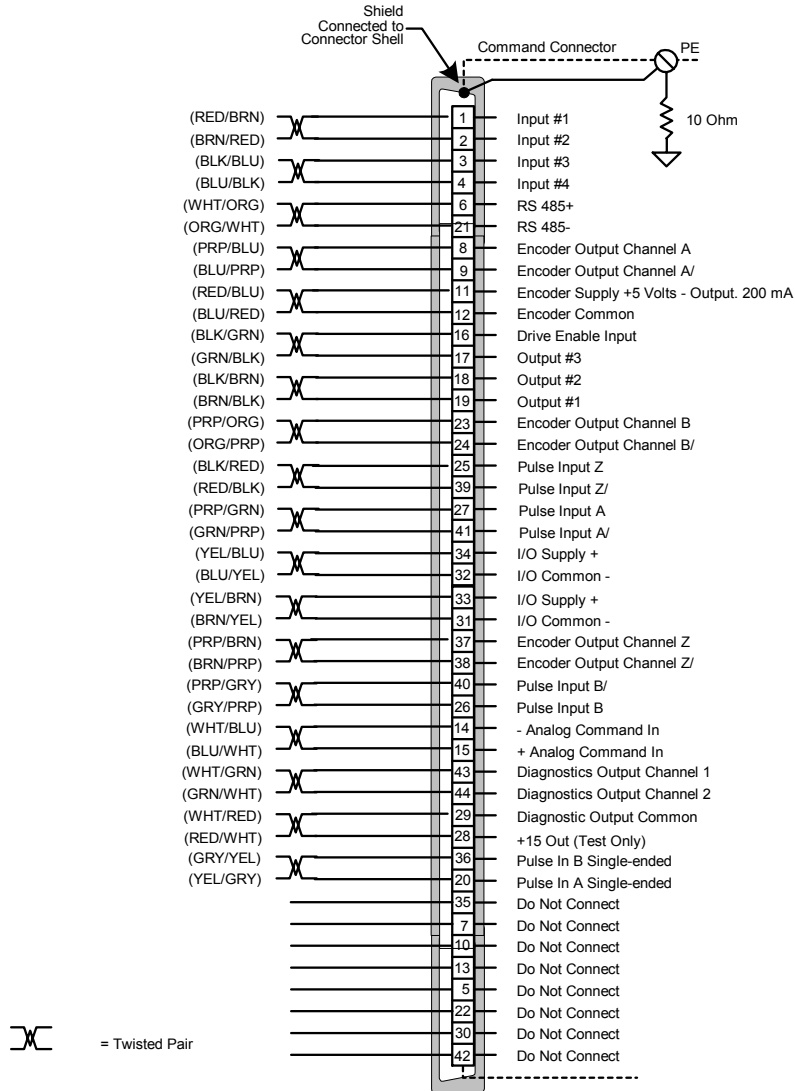 Shield
Connected to
Connector Shell
Command Connector
PE
10 Ohm
(RED/BRN) 1 Input #1
(BRN/RED) 2 Input #2
(BLK/BLU) 3 Input #3
(BLU/BLK) 4 Input #4
(WHT/ORG) 6 RS 485+
(ORG/WHT) 21 RS 485-
(PRP/BLU) 8 Encoder Output Channel A
(BLU/PRP) 9 Encoder Output Channel A/
(RED/BLU) 11 Encoder Supply +5 Volts - Output. 200 mA
(BLU/RED) 12 Encoder Common
(BLK/GRN) 16 Drive Enable Input
(GRN/BLK) 17 Output #3
(BLK/BRN) 18 Output #2
(BRN/BLK) 19 Output #1
(PRP/ORG) 23 Encoder Output Channel B
(ORG/PRP) 24 Encoder Output Channel B/
(BLK/RED) 25 Pulse Input Z
(RED/BLK) 39 Pulse Input Z/
(PRP/GRN) 27 Pulse Input A
(GRN/PRP) 41 Pulse Input A/
(YEL/BLU) 34 I/O Supply +
(BLU/YEL) 32 I/O Common -
(YEL/BRN) 33 I/O Supply +
(BRN/YEL) 31 I/O Common -
(PRP/BRN) 37 Encoder Output Channel Z
(BRN/PRP) 38 Encoder Output Channel Z/
(PRP/GRY) 40 Pulse Input B/
(GRY/PRP) 26 Pulse Input B
(WHT/BLU) 14 - Analog Command In
(BLU/WHT) 15 + Analog Command In
(WHT/GRN) 43 Diagnostics Output Channel 1
(GRN/WHT) 44 Diagnostics Output Channel 2
(WHT/RED) 29 Diagnostic Output Common
(RED/WHT) 28 +15 Out (Test Only)
(GRY/YEL) 36 Pulse In B Single-ended
(YEL/GRY) 20 Pulse In A Single-ended
35 Do Not Connect
7 Do Not Connect
10 Do Not Connect
13 Do Not Connect
5 Do Not Connect
22 Do Not Connect
30 Do Not Connect
42 Do Not Connect
= Twisted Pair